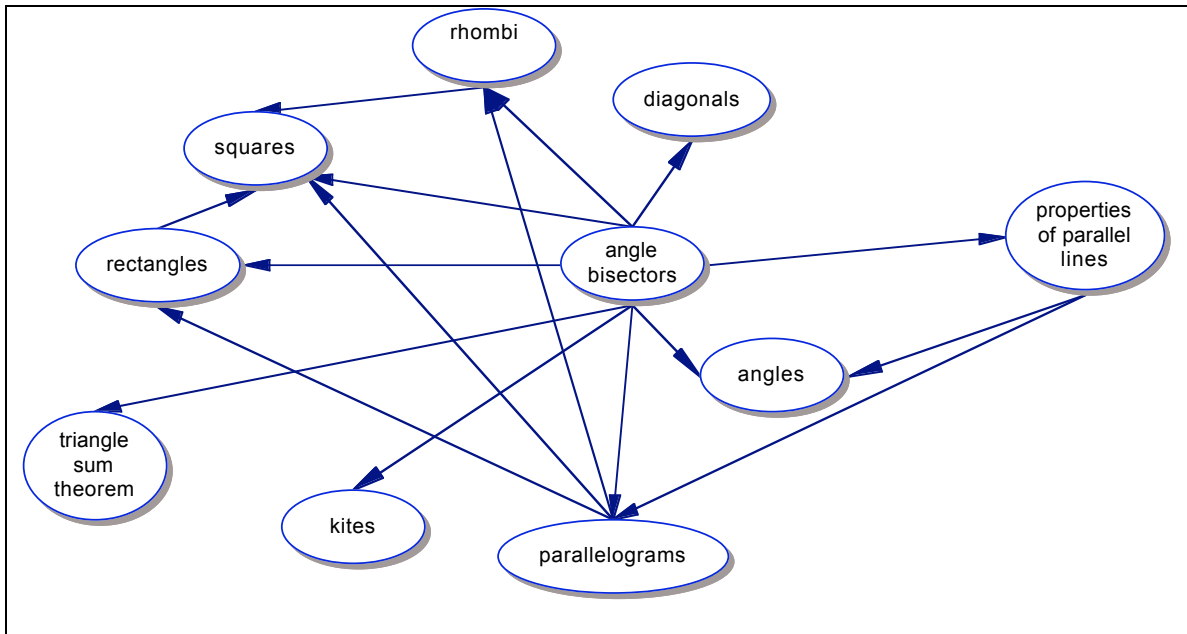 rhombi
diagonals
squares
properties
of parallel
lines
angle
bisectors
rectangles
angles
triangle
sum
theorem
kites
parallelograms